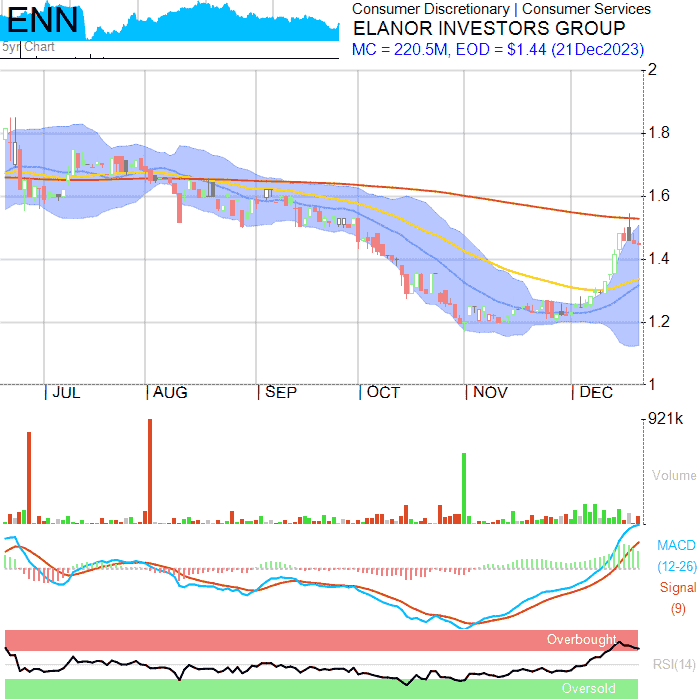 ENN
5yr Chart
Consumer Discretionary | Consumer Services
ELANOR INVESTORS GROUP
MC = 220.5M, EOD = $1.44 (21Dec2023)
2
1.8
1.6
1.4
1.2
1
JUL AUG SEP OCT NOV DEC
921k
Volume
MACD
(12-26)
Signal
(9)
Overbought
RSI(14)
Oversold